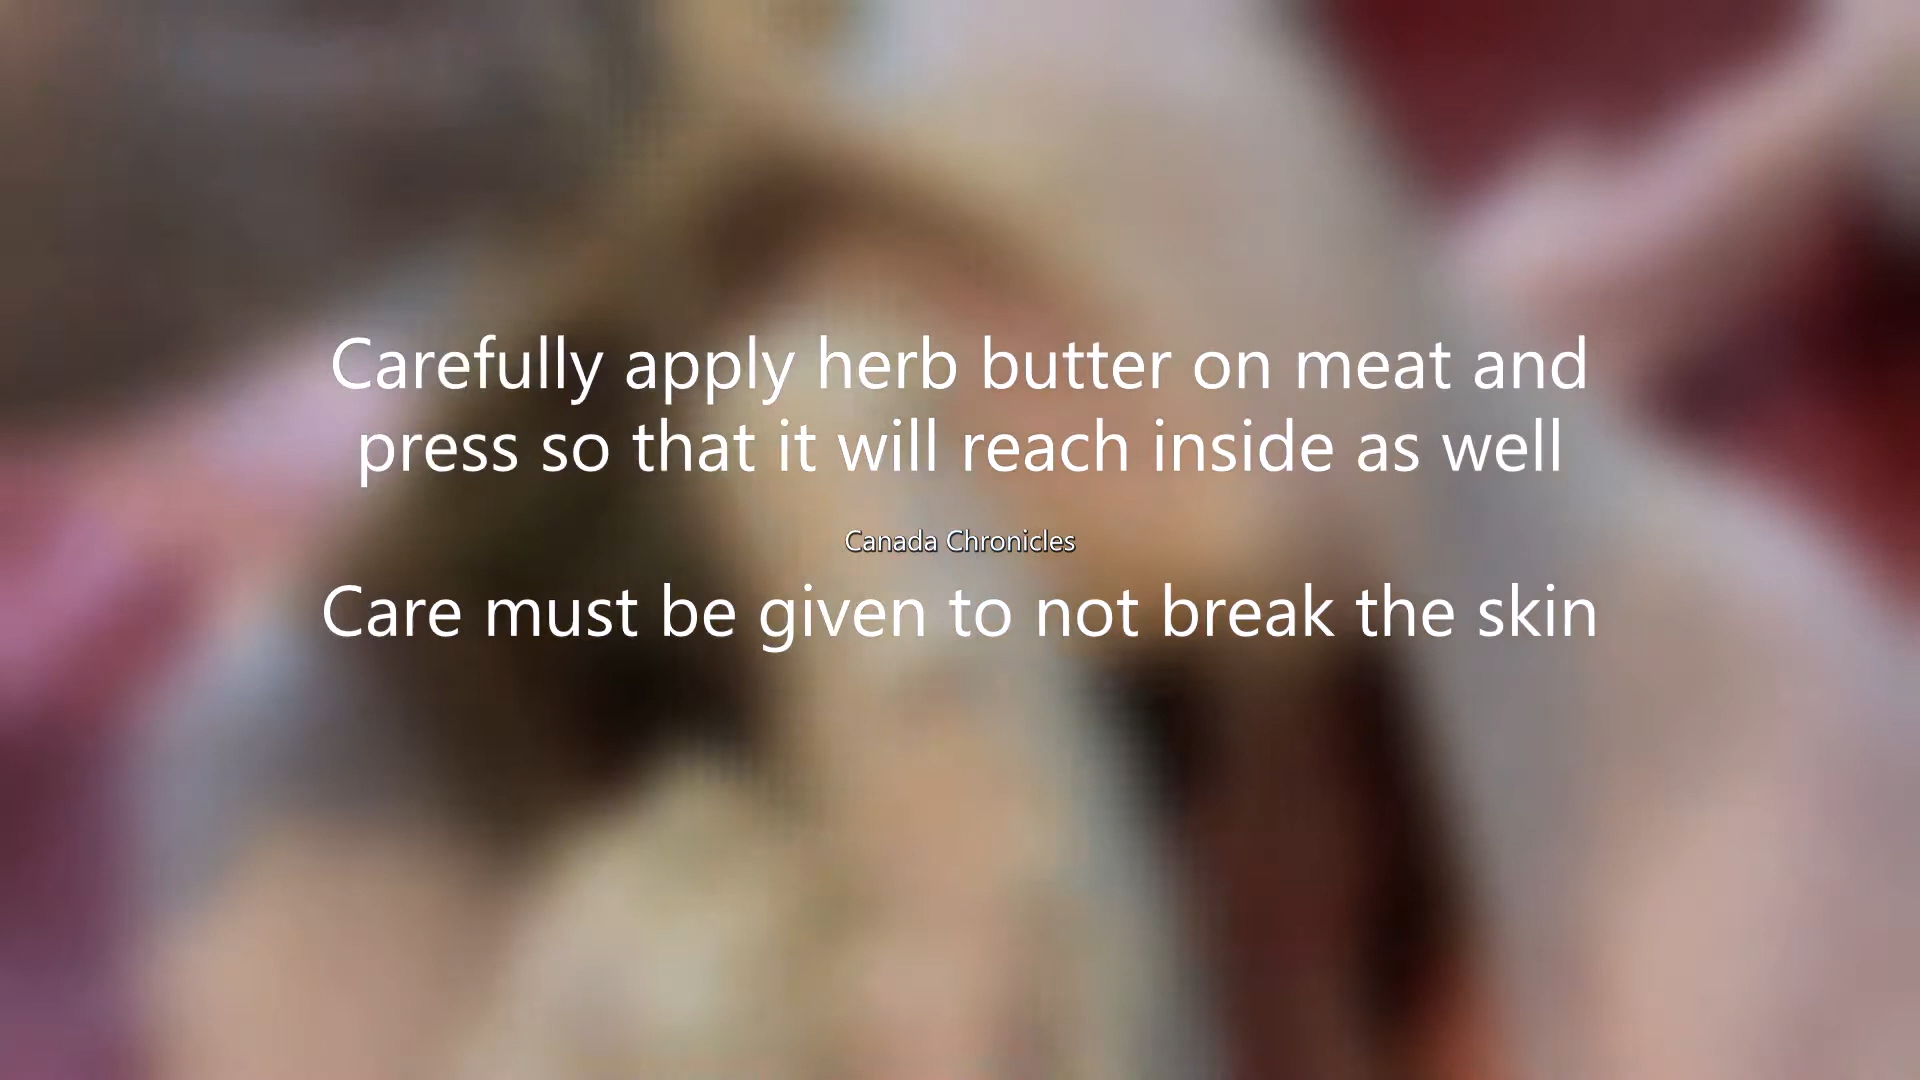 Carefully apply herb butter on meat and
press so that it will reach inside as well
Canada Chronicles
Care must be given to not break the skin